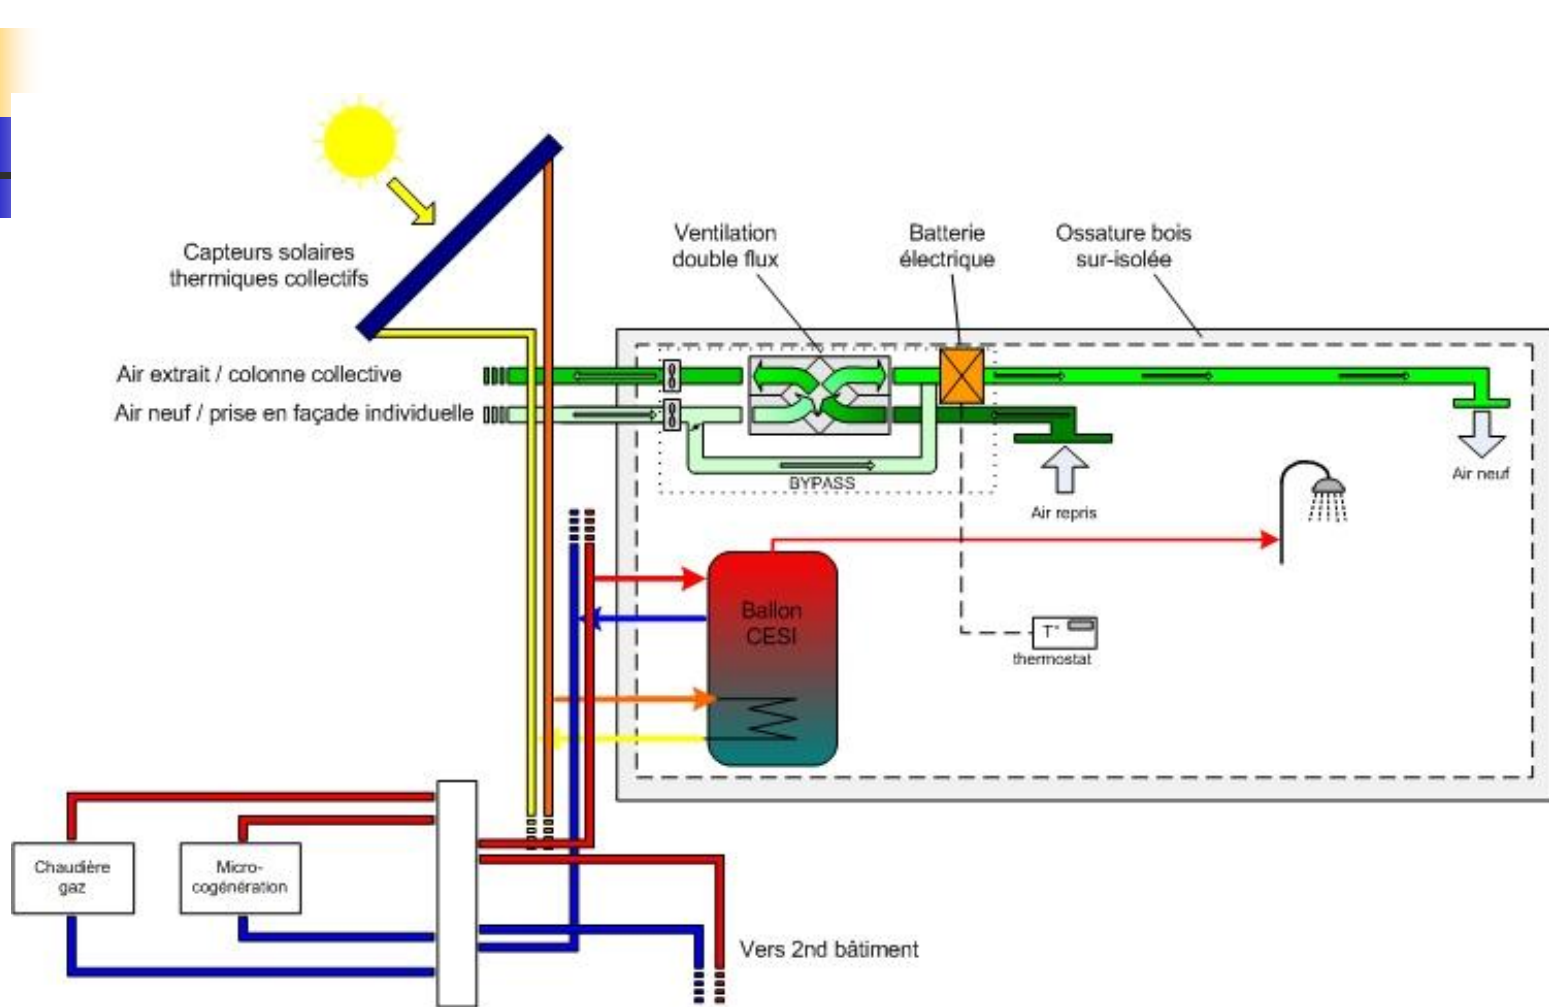 Capteurs solaires
thermiques collectifs
Ventilation
double flux
Batterie
électrique
Ossature bois
sur-isolée
Air extrait / colonne collective
Air neuf / prise en façade individuelle
BYPASS
Air repris
Air neuf
Ballon
CESI
T°
thermostat
Chaudière
gaz
Micro-
cogénération
Vers 2nd bâtiment